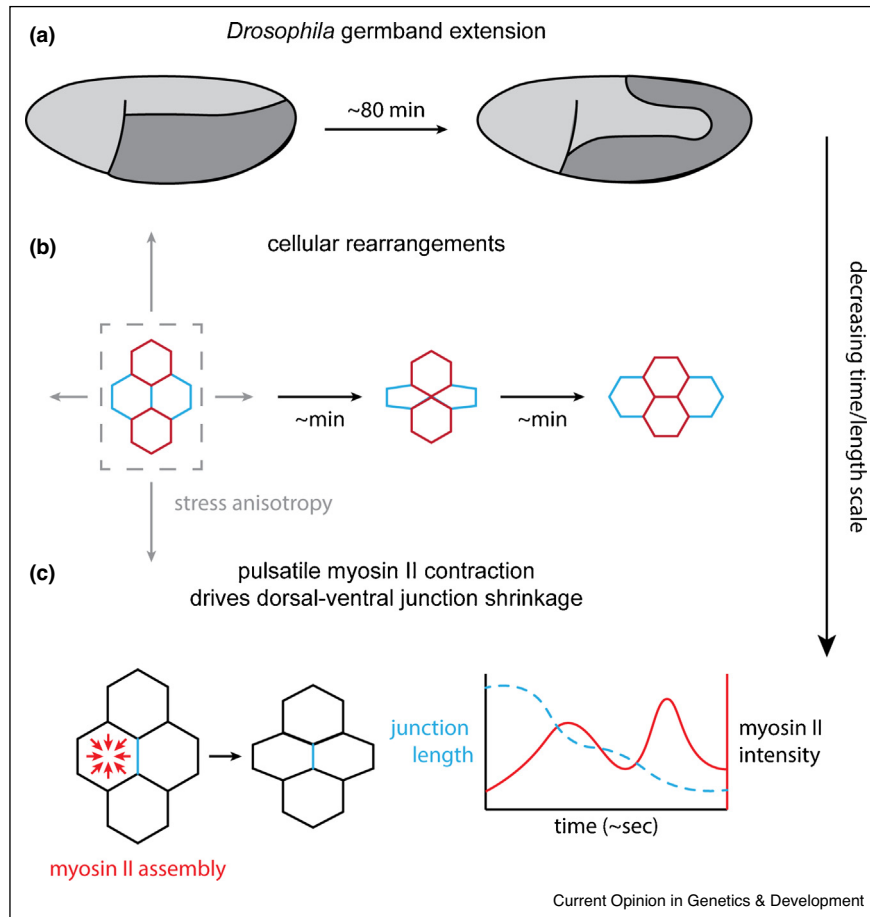 (a)
Drosophila germband extension
~80 min
(b)
cellular rearrangements
~min
~min
stress anisotropy
decreasing time/length scale
(c)
pulsatile myosin II contraction
drives dorsal-ventral junction shrinkage
myosin II assembly
junction
length
myosin II
intensity
time (~sec)
Current Opinion in Genetics & Development